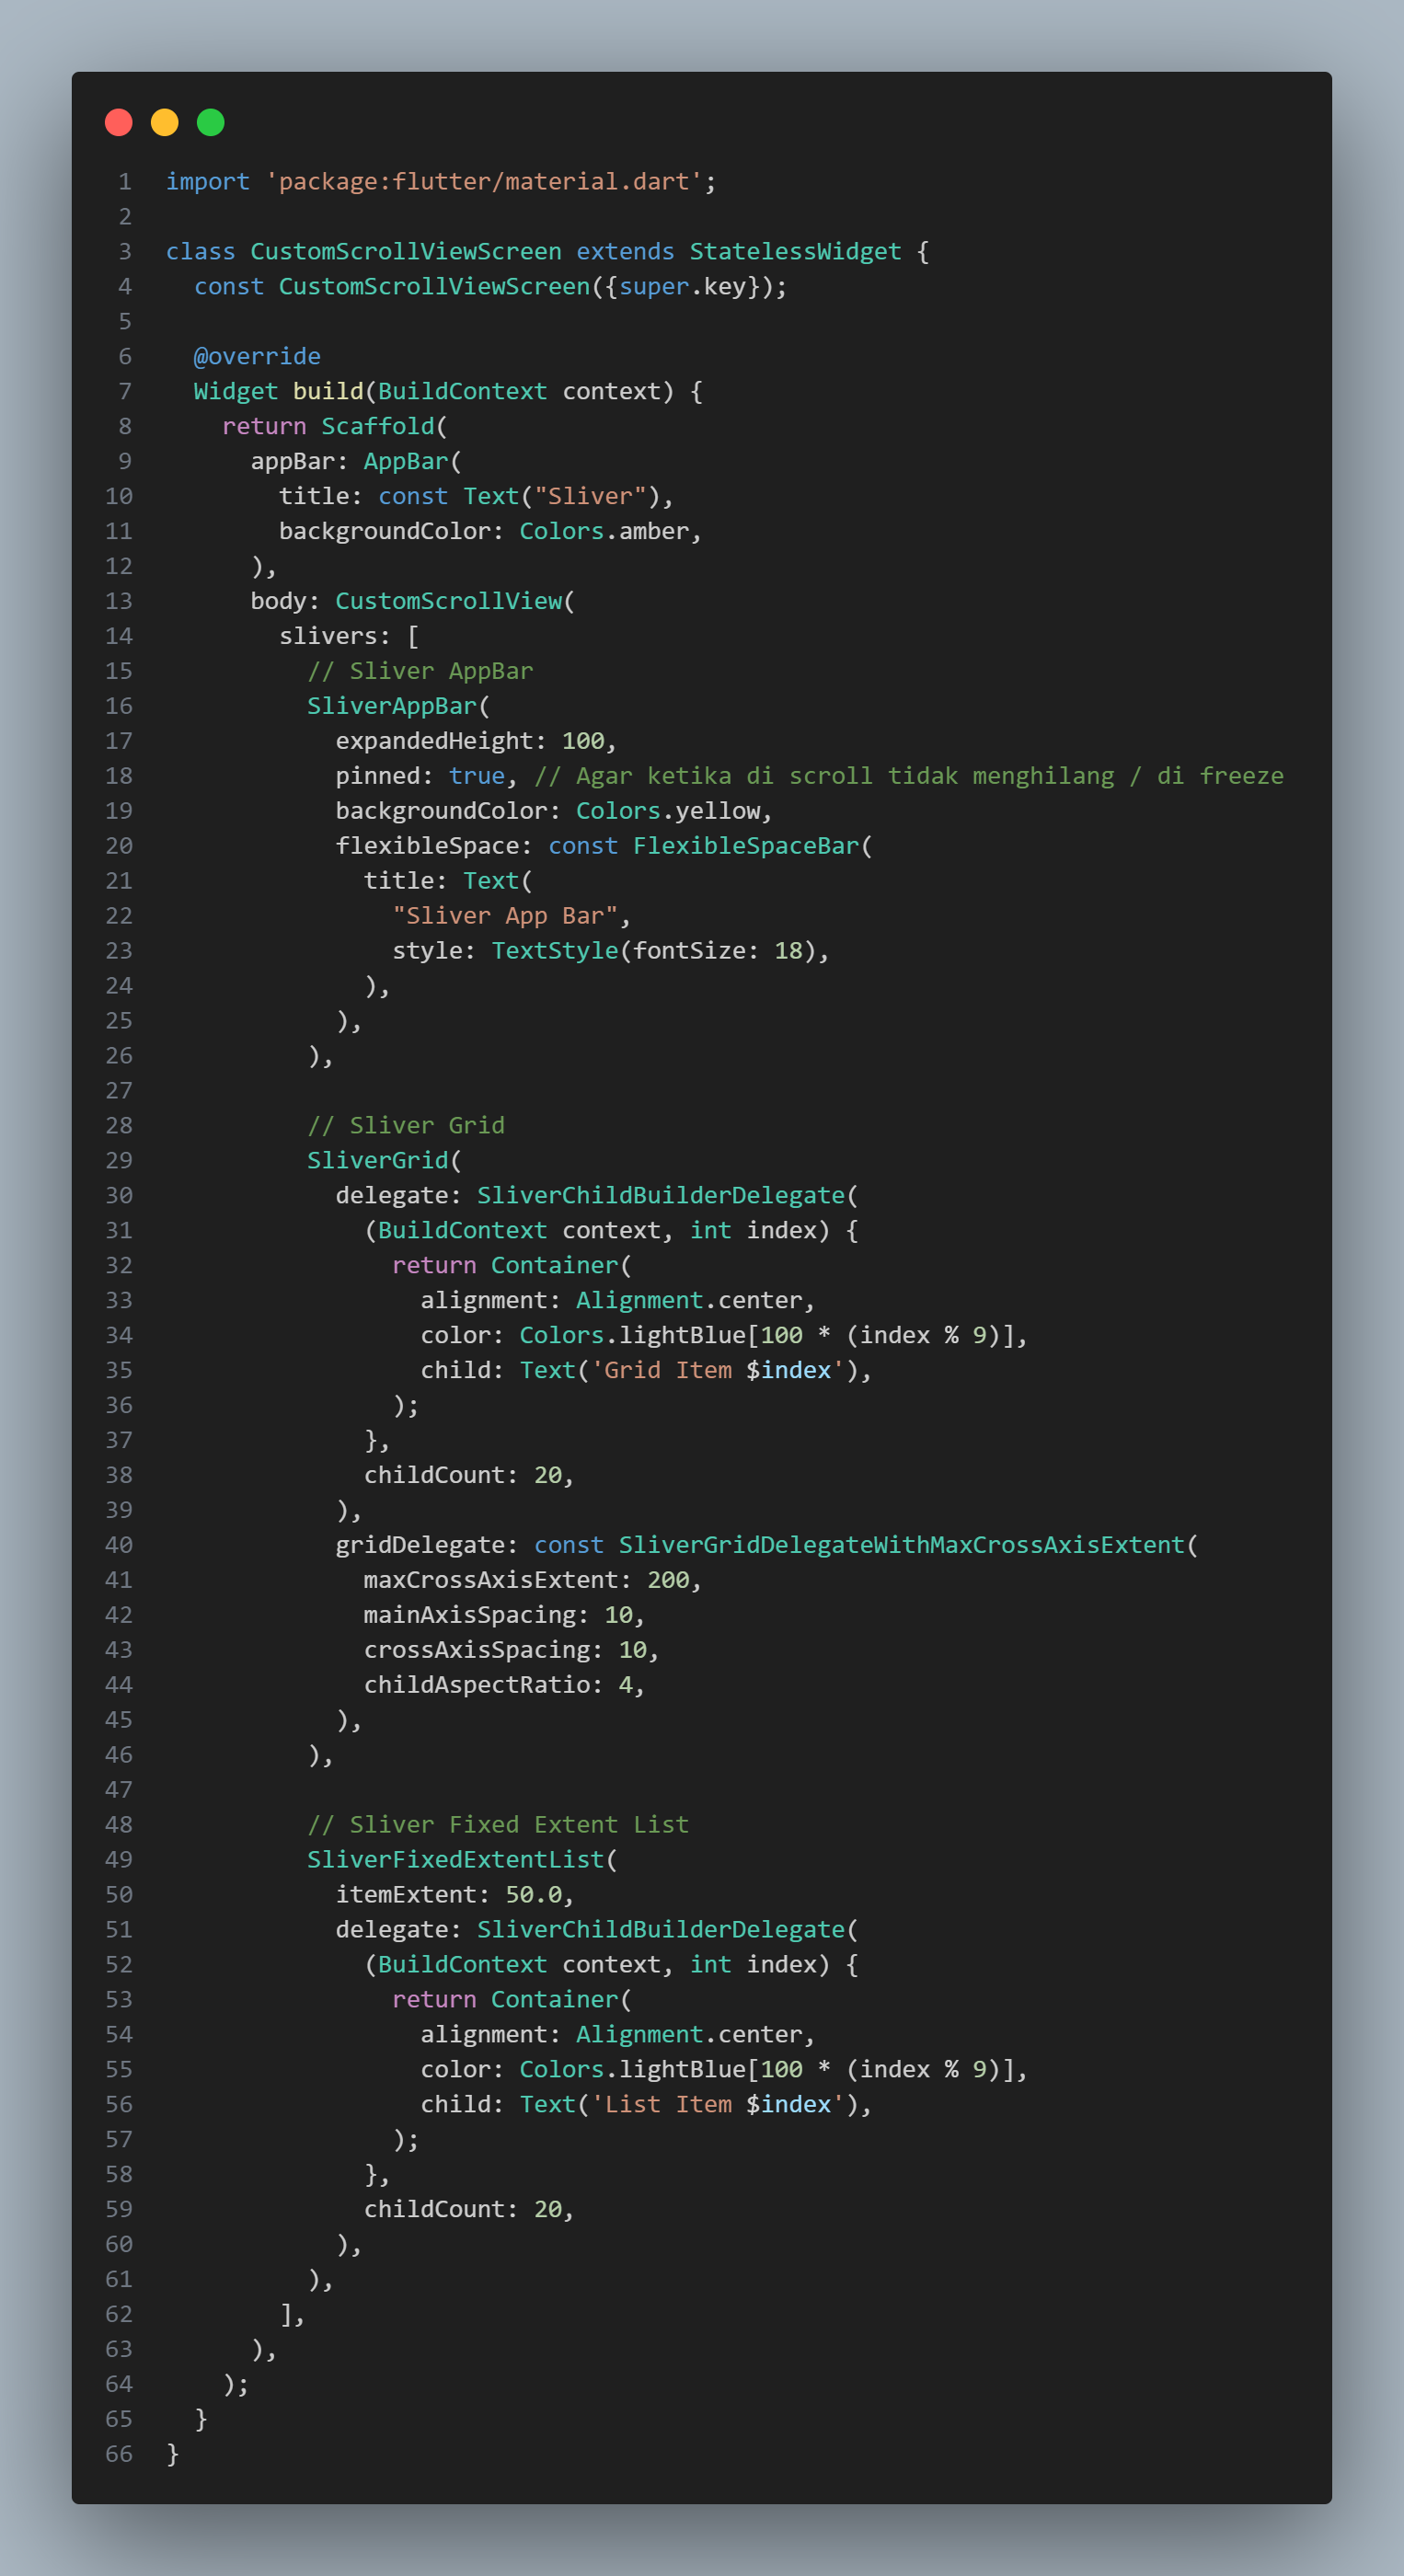 1 import 'package:flutter/material.dart';
2
3 class CustomScrollViewScreen extends StatelessWidget {
4   const CustomScrollViewScreen({super.key});
5
6   @override
7   Widget build(BuildContext context) {
8     return Scaffold(
9       appBar: AppBar(
10         title: const Text("Sliver"),
11         backgroundColor: Colors.amber,
12       ),
13       body: CustomScrollView(
14         slivers: [
15           // Sliver AppBar
16           SliverAppBar(
17             expandedHeight: 100,
18             pinned: true, // Agar ketika di scroll tidak menghilang / di freeze
19             backgroundColor: Colors.yellow,
20             flexibleSpace: const FlexibleSpaceBar(
21               title: Text(
22                 "Sliver App Bar",
23                 style: TextStyle(fontSize: 18),
24               ),
25             ),
26           ),
27
28           // Sliver Grid
29           SliverGrid(
30             delegate: SliverChildBuilderDelegate(
31               (BuildContext context, int index) {
32                 return Container(
33                   alignment: Alignment.center,
34                   color: Colors.lightBlue[100 * (index % 9)],
35                   child: Text('Grid Item $index'),
36                 );
37               },
38               childCount: 20,
39             ),
40             gridDelegate: const SliverGridDelegateWithMaxCrossAxisExtent(
41               maxCrossAxisExtent: 200,
42               mainAxisSpacing: 10,
43               crossAxisSpacing: 10,
44               childAspectRatio: 4,
45             ),
46           ),
47
48           // Sliver Fixed Extent List
49           SliverFixedExtentList(
50             itemExtent: 50.0,
51             delegate: SliverChildBuilderDelegate(
52               (BuildContext context, int index) {
53                 return Container(
54                   alignment: Alignment.center,
55                   color: Colors.lightBlue[100 * (index % 9)],
56                   child: Text('List Item $index'),
57                 );
58               },
59               childCount: 20,
60             ),
61           ),
62         ],
63       ),
64     );
65   }
66 }